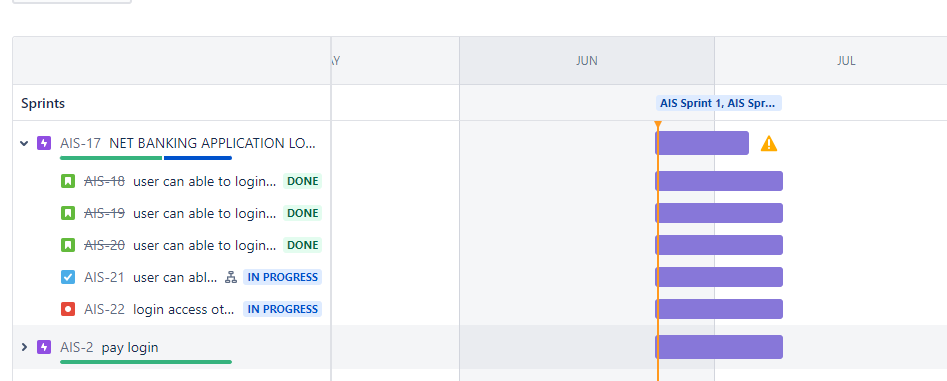 AY JUN JUL
Sprints AIS Sprint 1, AIS Spr...
AIS-17 NET BANKING APPLICATION LO...
AIS-18 user can able to login... DONE
AIS-19 user can able to login... DONE
AIS-20 user can able to login... DONE
AIS-21 user can abl... IN PROGRESS
AIS-22 login access ot... IN PROGRESS
AIS-2 pay login